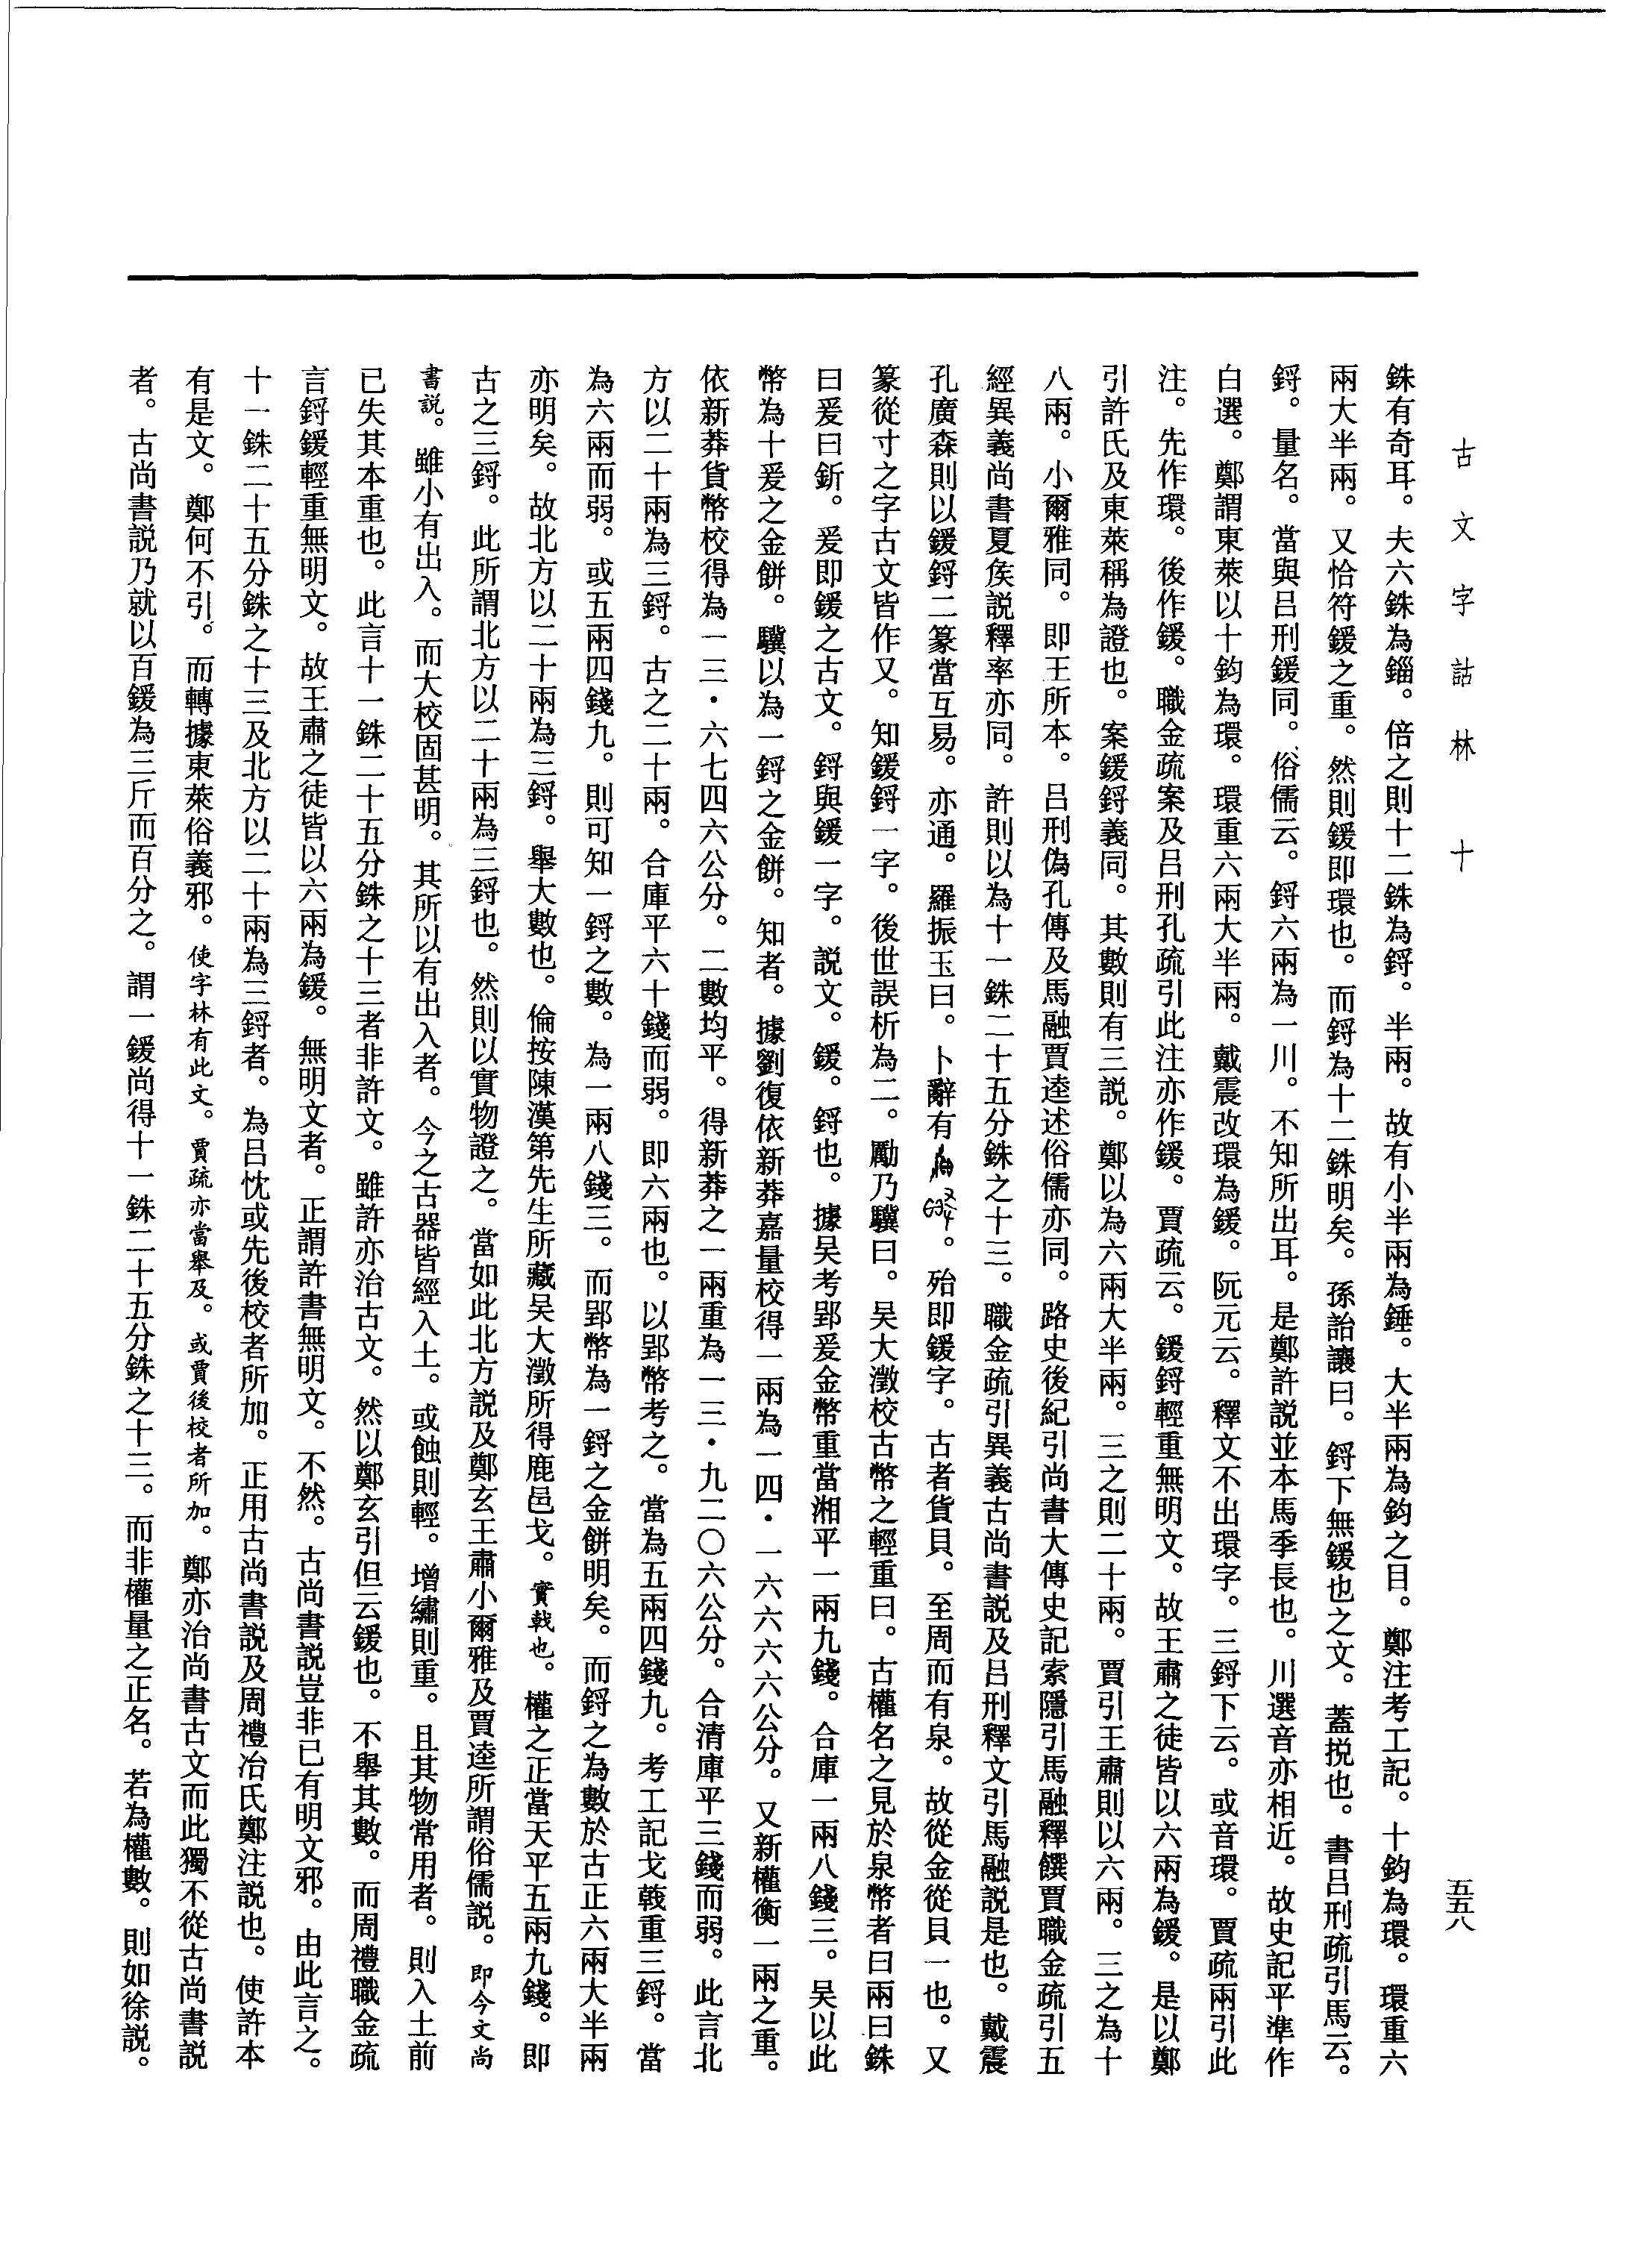 古文字詁林 十
五五八
銖有奇耳。夫六銖為錙。倍之則十二銖為鋝。半兩。故有小半兩為錘。大半兩為鈞之目。鄭注考工記。十鈞為環。環重六
兩大半兩。又恰符鍰之重。然則鍰即環也。而鋝為十二銖明矣。孫詒讓曰。鋝下無鍰也之文。蓋挩也。書呂刑疏引馬云。
鋝。量名。當與呂刑鍰同。俗儒云。鋝六兩為一川。不知所出耳。是鄭許説並本馬季長也。川選音亦相近。故史記平準作
白選。鄭謂東萊以十鈞為環。環重六兩大半兩。戴震改環為鍰。阮元云。釋文不出環字。三鋝下云。或音環。賈疏兩引此
注。先作環。後作鍰。職金疏案及呂刑孔疏引此注亦作鍰。賈疏云。鍰鋝輕重無明文。故王肅之徒皆以六兩為鍰。是以鄭
引許氏及東萊稱為證也。案鍰鋝義同。其數則有三説。鄭以為六兩大半兩。三之則二十兩。賈引王肅則以六兩。三之為十
八兩。小爾雅同。即王所本。呂刑偽孔傳及馬融賈逵述俗儒亦同。路史後紀引尚書大傳史記索隱引馬融釋饌賈職金疏引五
經異義尚書夏矦説釋率亦同。許則以為十一銖二十五分銖之十三。職金疏引異義古尚書説及呂刑釋文引馬融説是也。戴震
孔廣森則以鍰鋝二篆當互易。亦通。羅振玉曰。卜辭有。殆即鍰字。古者貨貝。至周而有泉。故從金從貝一也。又
篆從寸之字古文皆作又。知鍰鋝一字。後世誤析為二。勵乃驥曰。吴大澂校古幣之輕重曰。古權名之見於泉幣者曰兩曰銖
曰爰曰釿。爰即鍰之古文。鋝與鍰一字。説文。鍰。鋝也。據吴考郢爰金幣重當湘平一兩九錢。合庫一兩八錢三。吴以此
幣為十爰之金餅。驥以為一鋝之金餅。知者。據劉復依新莽嘉量校得一兩為一四·一六六六六公分。又新權衡一兩之重。
依新莽貨幣校得為一三·六七四六公分。二數均平。得新莽之一兩重為一三·九二〇六公分。合清庫平三錢而弱。此言北
方以二十兩為三鋝。古之二十兩。合庫平六十錢而弱。即六兩也。以郢幣考之。當為五兩四錢九。考工記戈戟重三鋝。當
為六兩而弱。或五兩四錢九。則可知一鋝之數。為一兩八錢三。而郢幣為一鋝之金餅明矣。而鋝之為數於古正六兩大半兩
亦明矣。故北方以二十兩為三鋝。舉大數也。倫按陳漢第先生所藏吴大澂所得鹿邑戈。實戟也。權之正當天平五兩九錢。即
古之三鋝。此所謂北方以二十兩為三鋝也。然則以實物證之。當如此北方説及鄭玄王肅小爾雅及賈逵所謂俗儒説。即今文尚
書説。雖小有出入。而大校固甚明。其所以有出入者。今之古器皆經入土。或蝕則輕。增繡則重。且其物常用者。則入土前
已失其本重也。此言十一銖二十五分銖之十三者非許文。雖許亦治古文。然以鄭玄引但云鍰也。不舉其數。而周禮職金疏
言鋝鍰輕重無明文。故王肅之徒皆以六兩為鍰。無明文者。正謂許書無明文。不然。古尚書説豈非已有明文邪。由此言之。
十一銖二十五分銖之十三及北方以二十兩為三鋝者。為呂忱或先後校者所加。正用古尚書説及周禮冶氏鄭注説也。使許本
有是文。鄭何不引。而轉據東萊俗義邪。使字林有此文。賈疏亦當舉及。或賈後校者所加。鄭亦治尚書古文而此獨不從古尚書説
者。古尚書説乃就以百鍰為三斤而百分之。謂一鍰尚得十一銖二十五分銖之十三。而非權量之正名。若為權數。則如徐説。